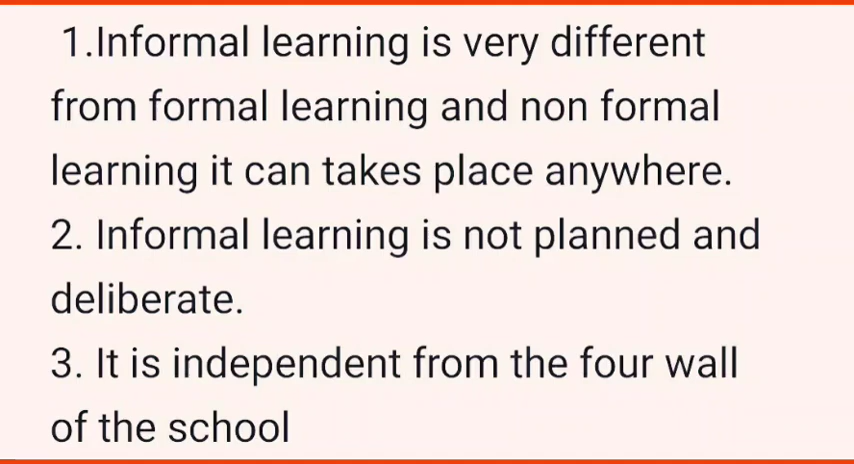 1.Informal learning is very different
from formal learning and non formal
learning it can takes place anywhere.
2. Informal learning is not planned and
deliberate.
3. It is independent from the four wall
of the school